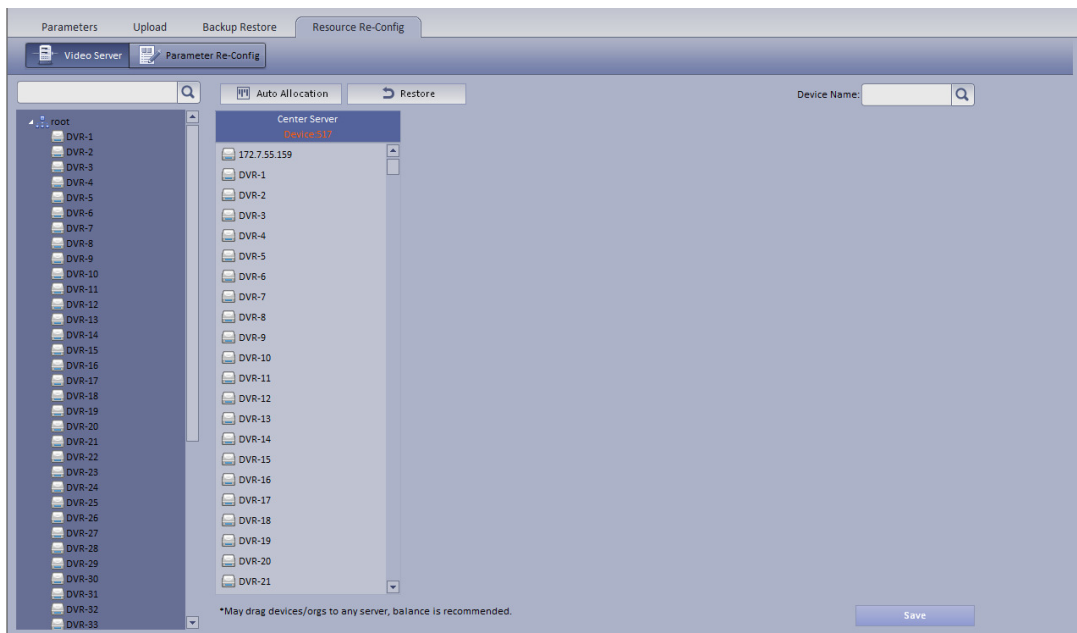 Parameters Upload Backup Restore Resource Re-Config
Video Server Parameter Re-Config
Auto Allocation Restore Device Name:
root
DVR-1
DVR-2
DVR-3
DVR-4
DVR-5
DVR-6
DVR-7
DVR-8
DVR-9
DVR-10
DVR-11
DVR-12
DVR-13
DVR-14
DVR-15
DVR-16
DVR-17
DVR-18
DVR-19
DVR-20
DVR-21
DVR-22
DVR-23
DVR-24
DVR-25
DVR-26
DVR-27
DVR-28
DVR-29
DVR-30
DVR-31
DVR-32
DVR-33
Center Server
Device 517
172.7.55.159
DVR-1
DVR-2
DVR-3
DVR-4
DVR-5
DVR-6
DVR-7
DVR-8
DVR-9
DVR-10
DVR-11
DVR-12
DVR-13
DVR-14
DVR-15
DVR-16
DVR-17
DVR-18
DVR-19
DVR-20
DVR-21
*May drag devices/orgs to any server, balance is recommended.
Save